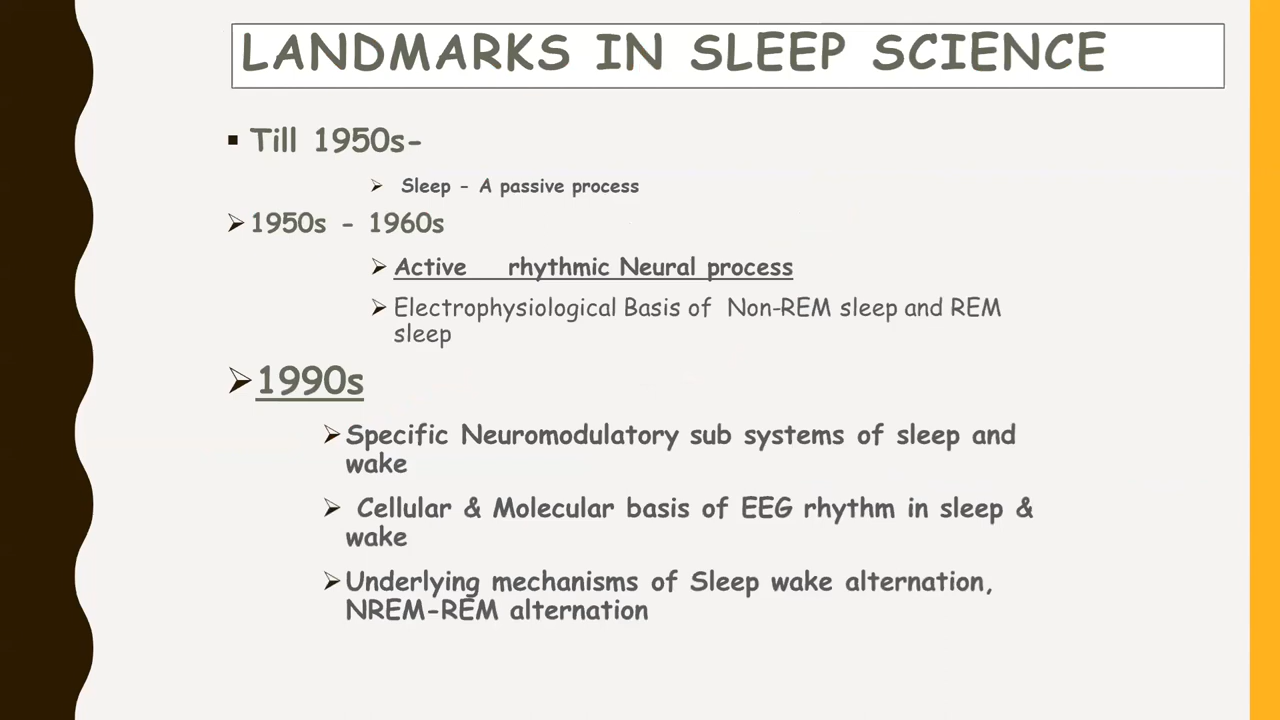 LANDMARKS IN SLEEP SCIENCE
▪ Till 1950s-
➢ Sleep - A passive process
➢ 1950s - 1960s
➢ Active rhythmic Neural process
➢ Electrophysiological Basis of Non-REM sleep and REM
sleep
➢ 1990s
➢ Specific Neuromodulatory sub systems of sleep and
wake
➢ Cellular & Molecular basis of EEG rhythm in sleep &
wake
➢ Underlying mechanisms of Sleep wake alternation,
NREM-REM alternation